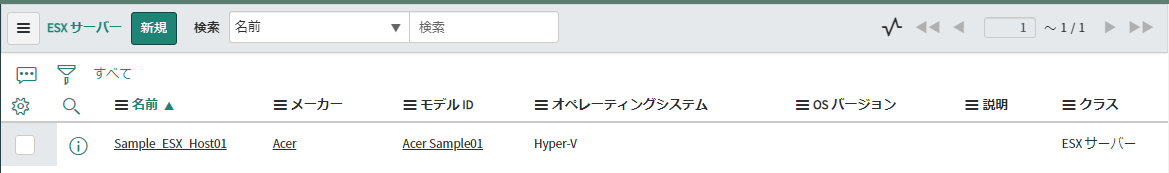 ESX サーバー 新規 検索 名前 検索 1 ～ 1 / 1
すべて
名前 ▲ メーカー モデル ID オペレーティングシステム OS バージョン 説明 クラス
Sample_ESX_Host01 Acer Acer Sample01 Hyper-V ESX サーバー